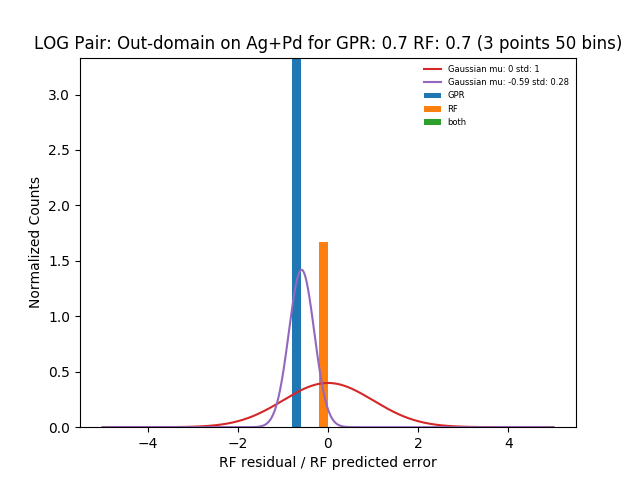 LOG Pair: Out-domain on Ag+Pd for GPR: 0.7 RF: 0.7 (3 points 50 bins)
Gaussian mu: 0 std: 1
Gaussian mu: -0.59 std: 0.28
GPR
RF
both
Normalized Counts
3.0
2.5
2.0
1.5
1.0
0.5
0.0
−4 −2 0 2 4
RF residual / RF predicted error